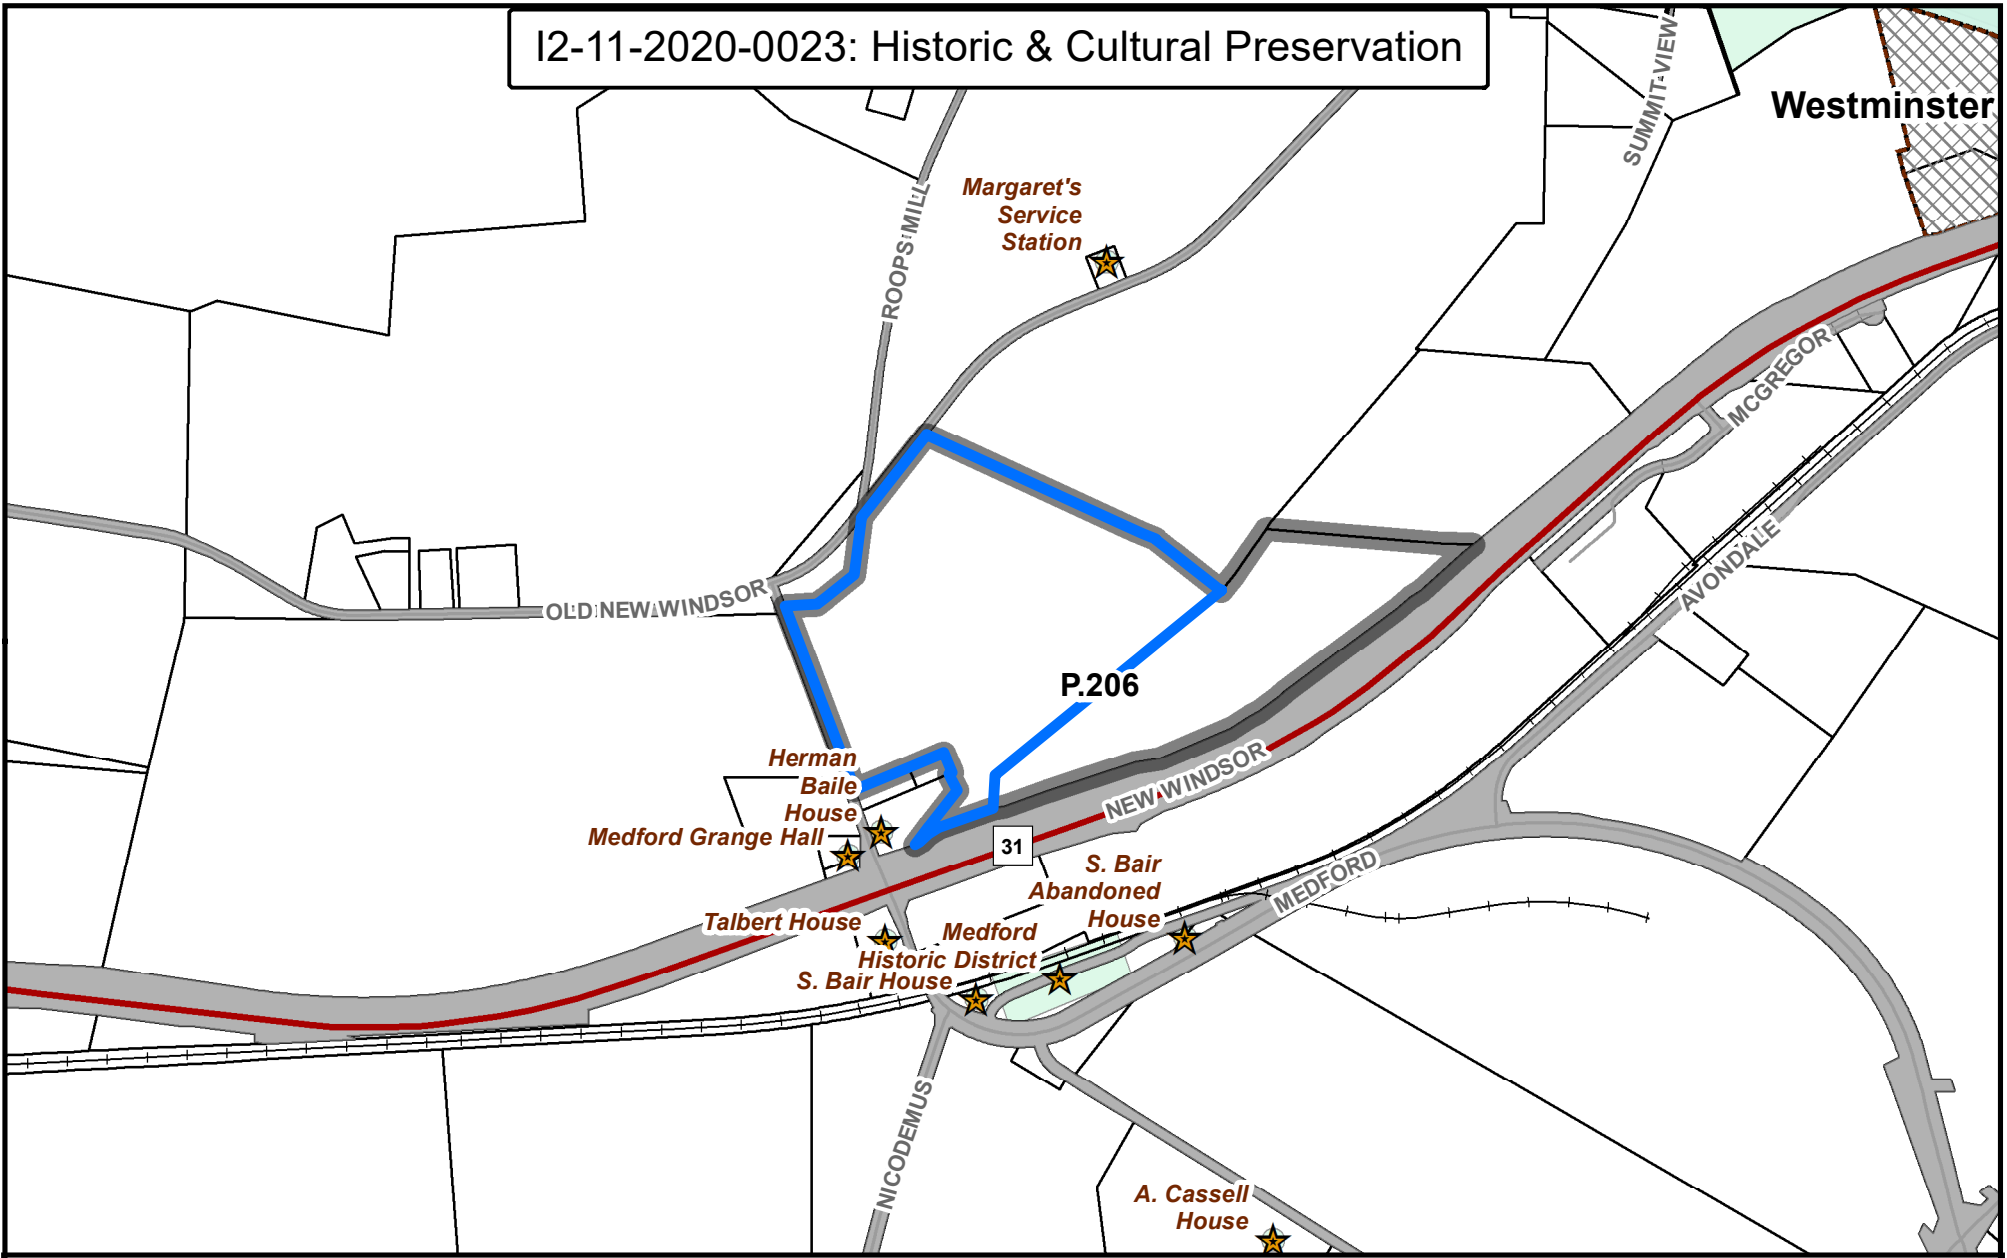 I2-11-2020-0023: Historic & Cultural Preservation
SUMMIT VIEW
Westminster
Margaret's
Service
Station
ROOPS MILL
MCGREGOR
AVONDALE
OLD NEW WINDSOR
P.206
Herman
Baile
House
NEW WINDSOR
Medford Grange Hall
31
S. Bair
Abandoned
House
MEDFORD
Talbert House
Medford
Historic District
S. Bair House
NICODEMUS
A. Cassell
House